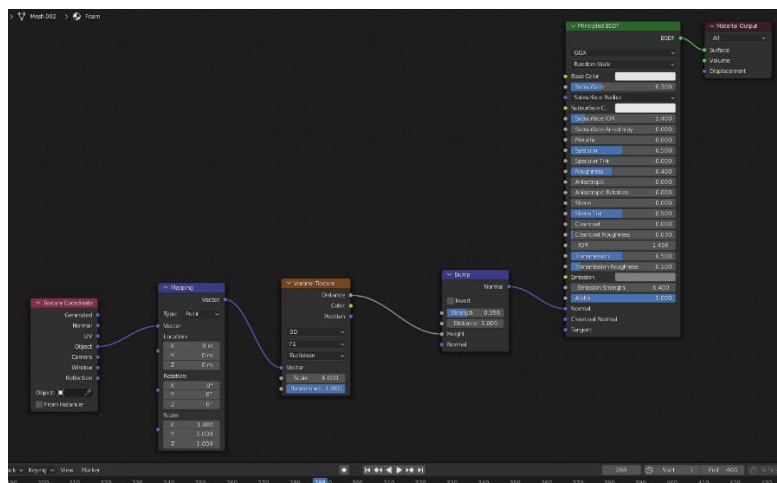 Mesh.002 > Foam
Texture Coordinate
Generated
Normal
UV
Object
Camera
Window
Reflection
Object:
From Instancer
Mapping
Vector
Type: Point
Vector
Location:
X 0 m
Y 0 m
Z 0 m
Rotation:
X 0°
Y 0°
Z 0°
Scale:
X 1.000
Y 1.000
Z 1.000
Voronoi Texture
Distance
Color
Position
3D
F1
Euclidean
Vector
Scale 6.000
Randomness 1.000
Bump
Normal
Invert
Strength 0.358
Distance 1.000
Height
Normal
Principled BSDF
BSDF
GGX
Random Walk
Base Color
Subsurface 0.300
Subsurface Radius
Subsurface C..
Subsurface IOR 1.400
Subsurface Anisotropy 0.000
Metallic 0.000
Specular 0.500
Specular Tint 0.000
Roughness 0.400
Anisotropic 0.000
Anisotropic Rotation 0.000
Sheen 0.000
Sheen Tint 0.500
Clearcoat 0.000
Clearcoat Roughness 0.030
IOR 1.450
Transmission 0.500
Transmission Roughness 0.100
Emission
Emission Strength 0.400
Alpha 1.000
Normal
Clearcoat Normal
Tangent
Material Output
All
Surface
Volume
Displacement
Keying View Marker
288 Start 1 End 400